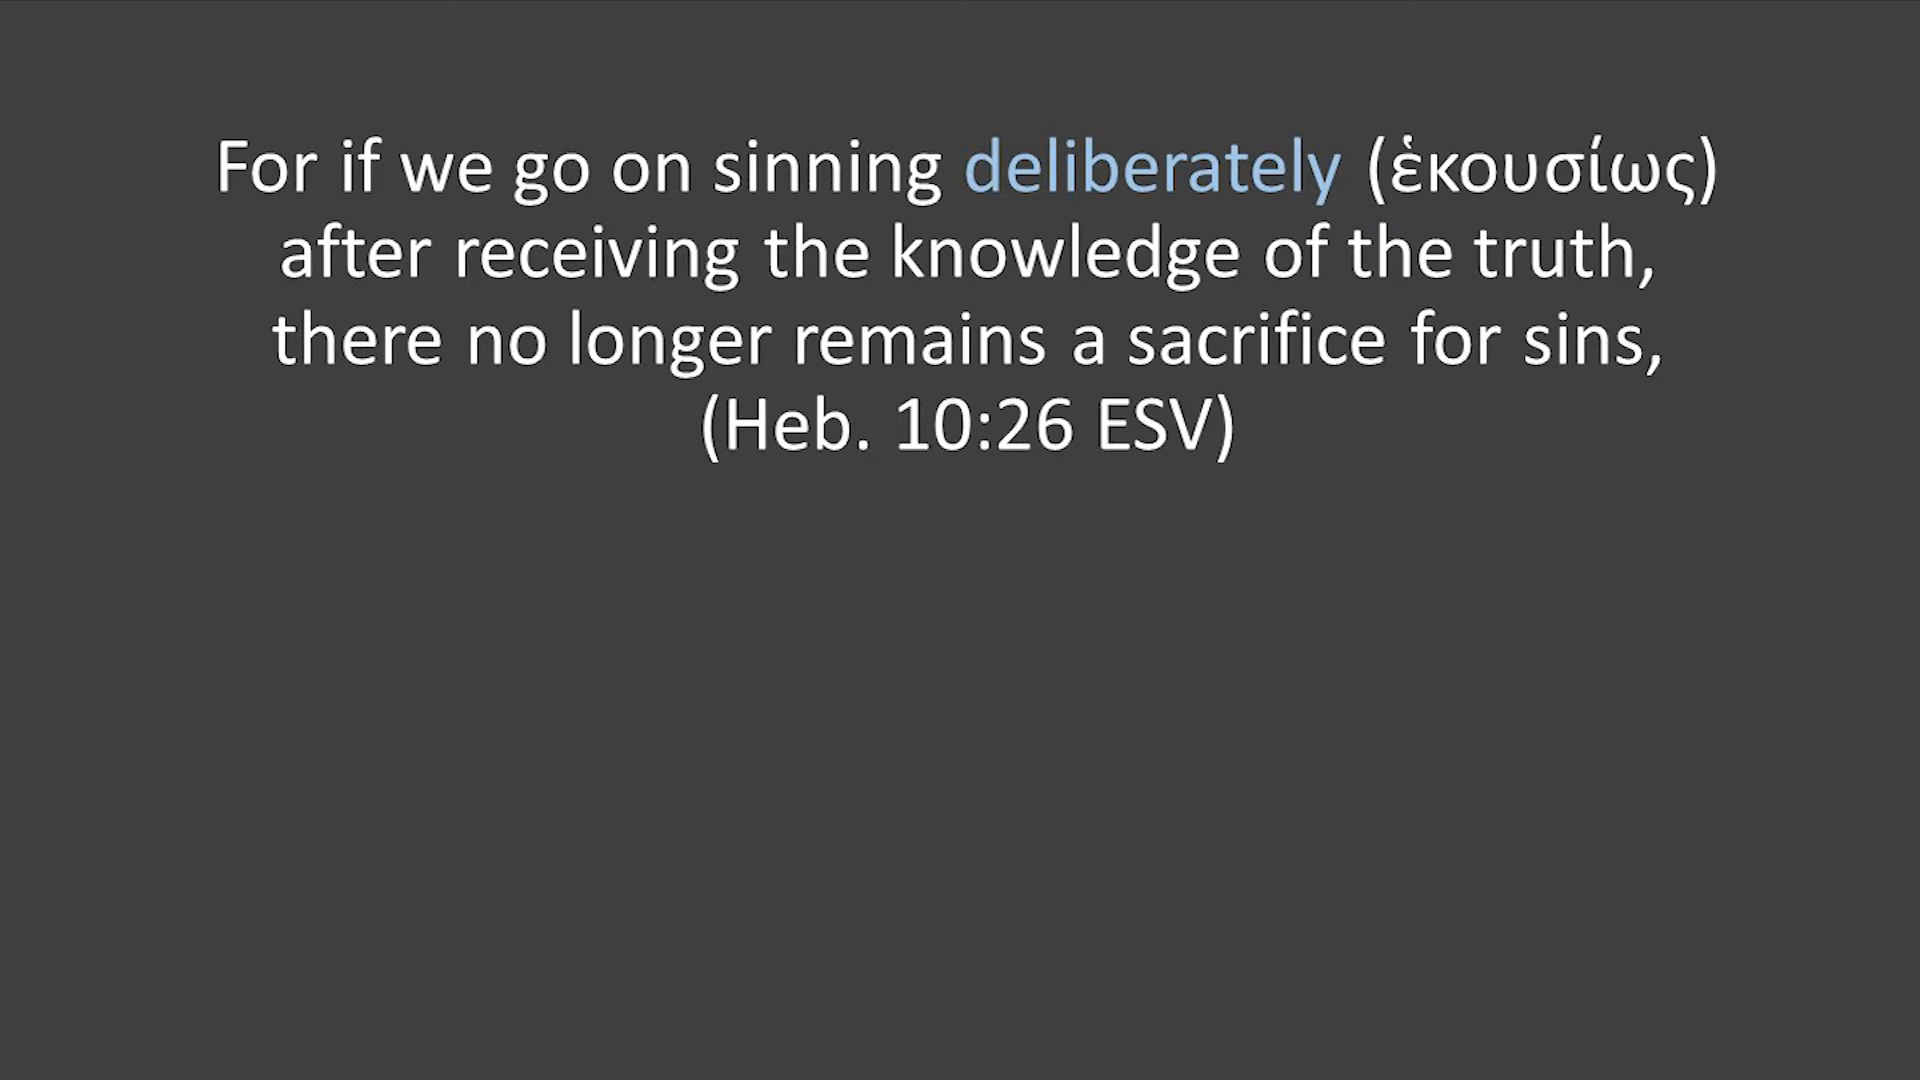 For if we go on sinning deliberately (ἐκουσίως)
after receiving the knowledge of the truth,
there no longer remains a sacrifice for sins,
(Heb. 10:26 ESV)